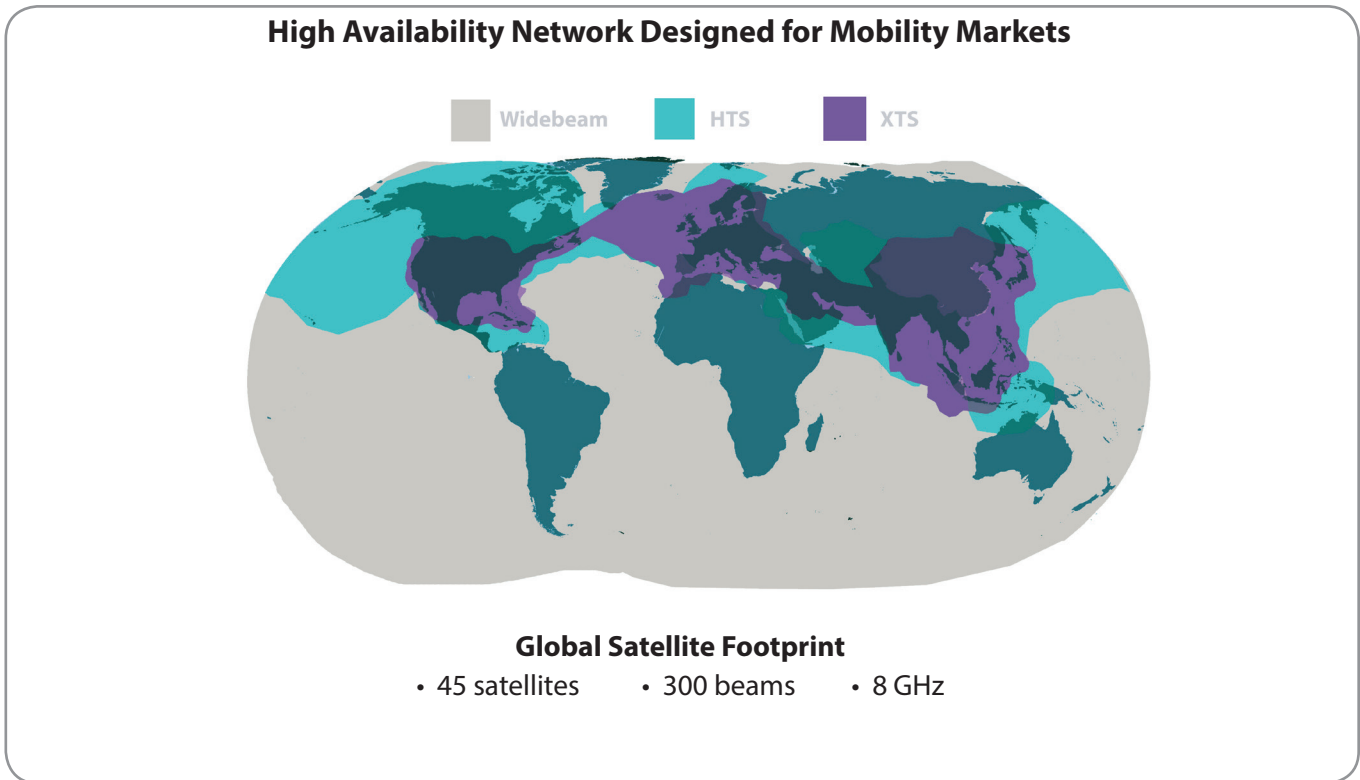 High Availability Network Designed for Mobility Markets
Widebeam HTS XTS
Global Satellite Footprint
• 45 satellites • 300 beams • 8 GHz